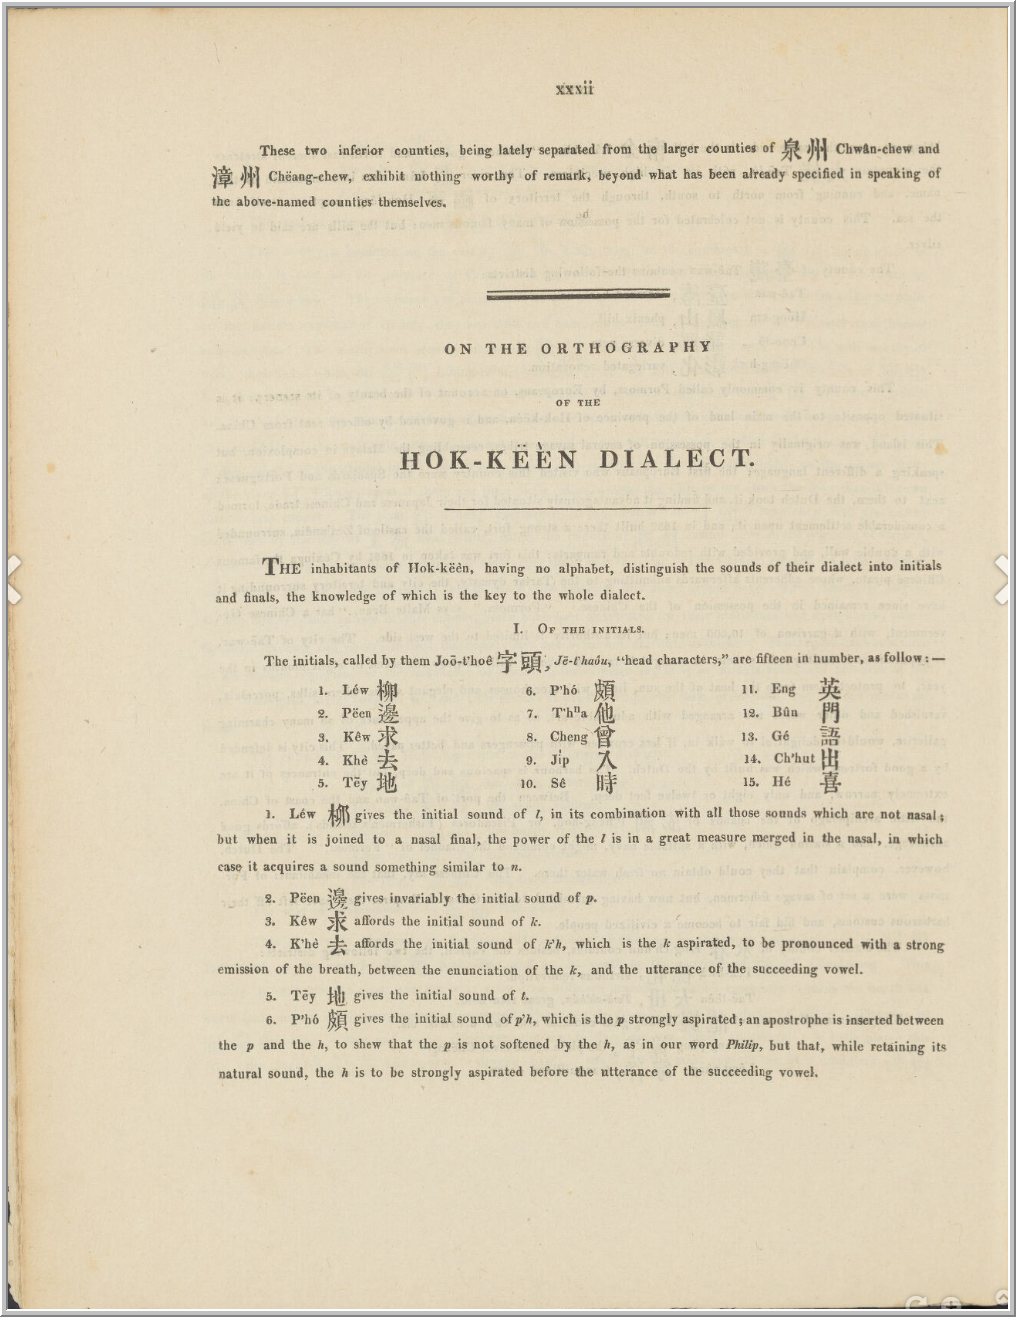 xxxii
These two inferior counties, being lately separated from the larger counties of 泉州 Chwân-chew and
漳州 Chëang-chew, exhibit nothing worthy of remark, beyond what has been already specified in speaking of
the above-named counties themselves.
ON THE ORTHOGRAPHY
OF THE
HOK-KËÈN DIALECT.
THE inhabitants of Hok-këèn, having no alphabet, distinguish the sounds of their dialect into initials
and finals, the knowledge of which is the key to the whole dialect.
I. OF THE INITIALS.
The initials, called by them Joō-t'hoê 字頭, Jē-t'haôu, “head characters,” are fifteen in number, as follow:—
1. Léw 柳 6. P'hó 頗 11. Eng 英
2. Pëen 邊 7. T'hⁿa 他 12. Bûn 門
3. Kêw 求 8. Cheng 曾 13. Gé 語
4. Khè 去 9. Ji̍p 入 14. Ch'hut 出
5. Tēy 地 10. Sê 時 15. Hé 喜
1. Léw 柳 gives the initial sound of l, in its combination with all those sounds which are not nasal;
but when it is joined to a nasal final, the power of the l is in a great measure merged in the nasal, in which
case it acquires a sound something similar to n.
2. Pëen 邊 gives invariably the initial sound of p.
3. Kêw 求 affords the initial sound of k.
4. K'hè 去 affords the initial sound of k'h, which is the k aspirated, to be pronounced with a strong
emission of the breath, between the enunciation of the k, and the utterance of the succeeding vowel.
5. Tēy 地 gives the initial sound of t.
6. P'hó 頗 gives the initial sound of p'h, which is the p strongly aspirated; an apostrophe is inserted between
the p and the h, to shew that the p is not softened by the h, as in our word Philip, but that, while retaining its
natural sound, the h is to be strongly aspirated before the utterance of the succeeding vowel.